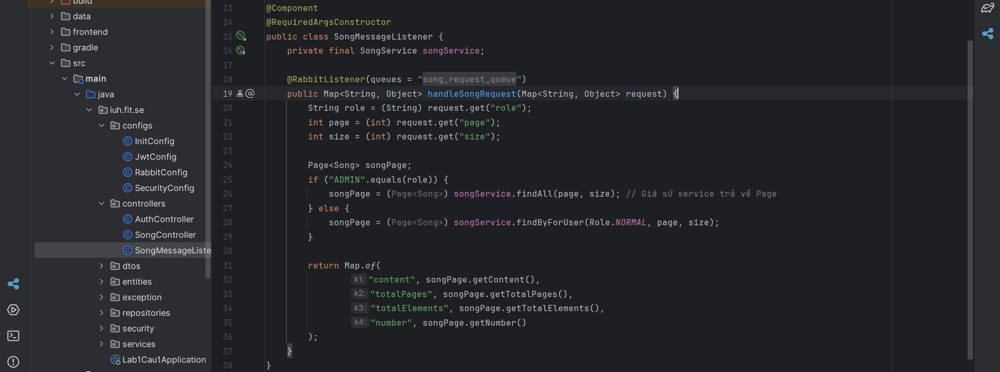 build
data
frontend
gradle
src
main
java
iuh.fit.se
configs
InitConfig
JwtConfig
RabbitConfig
SecurityConfig
controllers
AuthController
SongController
SongMessageListe
dtos
entities
exception
repositories
security
services
Lab1Cau1Application
13 @Component
14 @RequiredArgsConstructor
15 public class SongMessageListener {
16 private final SongService songService;
17
18 @RabbitListener(queues = "song_request_queue")
19 public Map<String, Object> handleSongRequest(Map<String, Object> request) {
20 String role = (String) request.get("role");
21 int page = (int) request.get("page");
22 int size = (int) request.get("size");
23
24 Page<Song> songPage;
25 if ("ADMIN".equals(role)) {
26 songPage = (Page<Song>) songService.findAll(page, size); // Giả sử service trả về Page
27 } else {
28 songPage = (Page<Song>) songService.findByForUser(Role.NORMAL, page, size);
29 }
30
31 return Map.of(
32 k1: "content", songPage.getContent(),
33 k2: "totalPages", songPage.getTotalPages(),
34 k3: "totalElements", songPage.getTotalElements(),
35 k4: "number", songPage.getNumber()
36 );
37 }
38 }